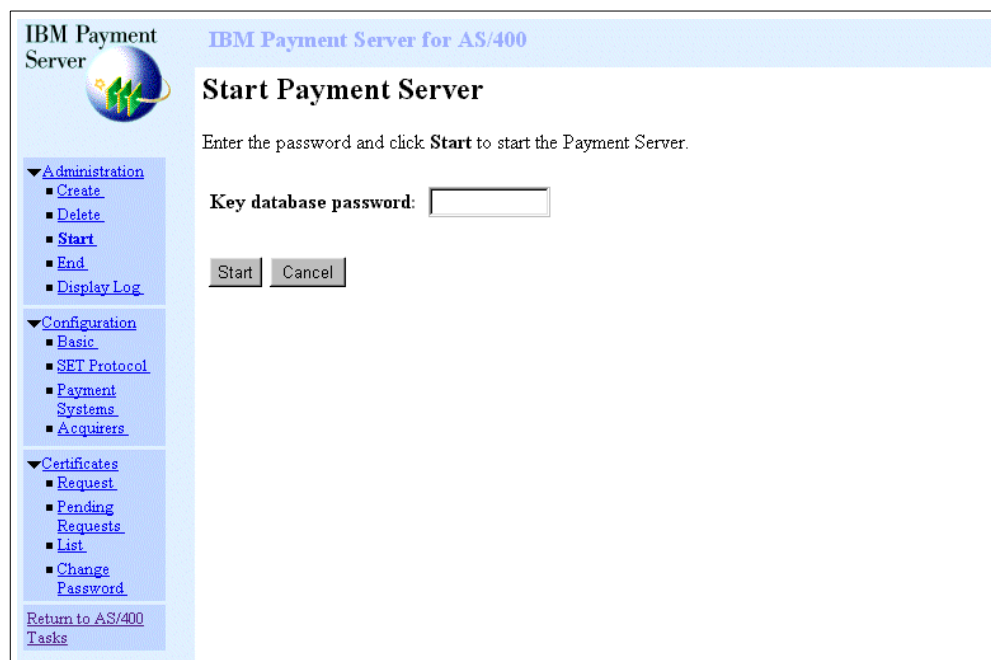 IBM Payment
Server
IBM Payment Server for AS/400
Start Payment Server
Enter the password and click Start to start the Payment Server.
Key database password:
Start Cancel
Administration
Create
Delete
Start
End
Display Log
Configuration
Basic
SET Protocol
Payment
Systems
Acquirers
Certificates
Request
Pending
Requests
List
Change
Password
Return to AS/400
Tasks